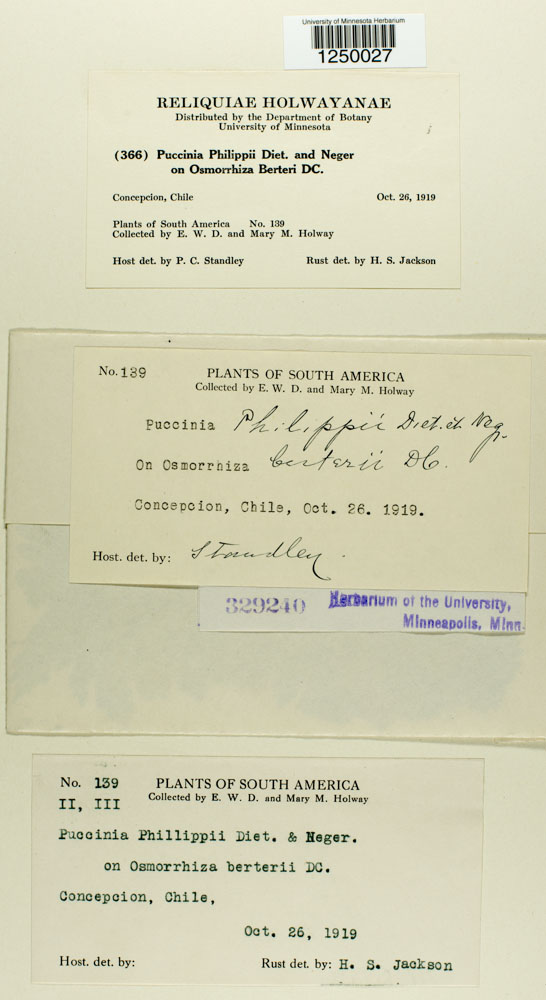 University of Minnesota Herbarium
1250027
RELIQUIAE HOLWAYANAE
Distributed by the Department of Botany
University of Minnesota
(366) Puccinia Philippii Diet. and Neger
on Osmorrhiza Berteri DC.
Concepcion, Chile Oct. 26, 1919
Plants of South America No. 139
Collected by E. W. D. and Mary M. Holway
Host det. by P. C. Standley Rust det. by H. S. Jackson
No. 139 PLANTS OF SOUTH AMERICA
Collected by E. W. D. and Mary M. Holway
Puccinia Philippii Diet. et. Neg.
On Osmorrhiza berterii DC.
Concepcion, Chile, Oct. 26. 1919.
Host. det. by: Standley.
329240 Herbarium of the University,
Minneapolis, Minn.
No. 139 PLANTS OF SOUTH AMERICA
II, III Collected by E. W. D. and Mary M. Holway
Puccinia Phillippii Diet. & Neger.
on Osmorrhiza berterii DC.
Concepcion, Chile,
Oct. 26, 1919
Host. det. by: Rust det. by: H. S. Jackson